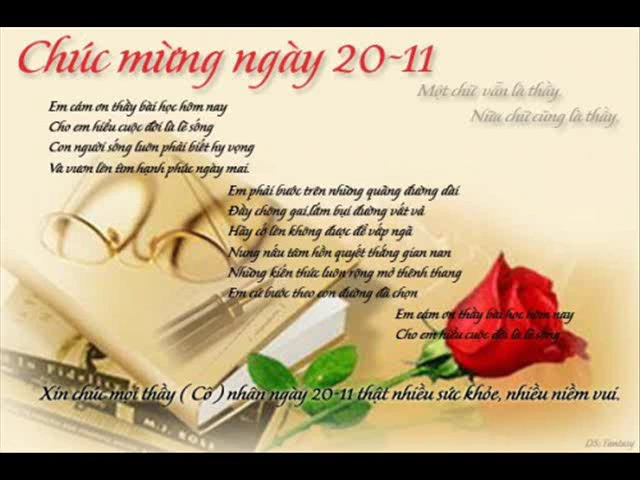 Chúc mừng ngày 20-11
Một chữ vẫn là thầy,
Nửa chữ cũng là thầy,
Em cám ơn thầy bài học hôm nay
Cho em hiểu cuộc đời là lẽ sống
Con người sống luôn phải biết hy vọng
Và vươn lên tìm hạnh phúc ngày mai.
Em phải bước trên những quãng đường dài
Đầy chông gai,lấm bụi đường vất vả
Hãy cố lên không được để vấp ngã
Nung nấu tâm hồn quyết thắng gian nan
Những kiến thức luôn rộng mở thênh thang
Em cứ bước theo con đường đã chọn
Em cám ơn thầy bài học hôm nay
Cho em hiểu cuộc đời là lẽ sống
Xin chúc mọi thầy ( Cô ) nhân ngày 20-11 thật nhiều sức khỏe, nhiều niềm vui.
M.J. ROSE
DS: Fantasy